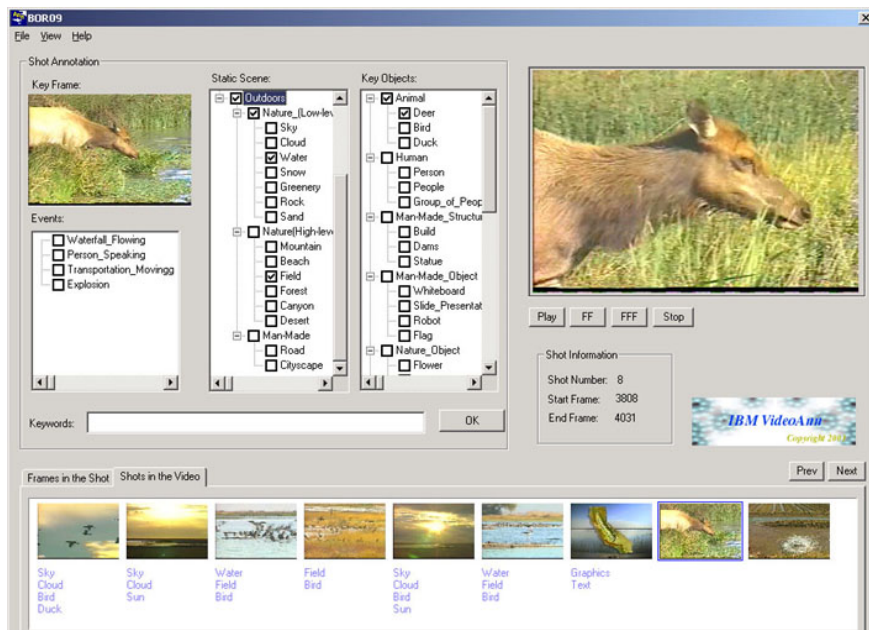 BOR09
File View Help
Shot Annotation
Key Frame:
Static Scene:
Key Objects:
Outdoors
Nature_(Low-lev
Sky
Cloud
Water
Snow
Greenery
Rock
Sand
Nature(High-leve
Mountain
Beach
Field
Forest
Canyon
Desert
Man-Made
Road
Cityscape
Animal
Deer
Bird
Duck
Human
Person
People
Group_of_Peop
Man-Made_Structu
Build
Dams
Statue
Man-Made_Object
Whiteboard
Slide_Presentat
Robot
Flag
Nature_Object
Flower
Events:
Waterfall_Flowing
Person_Speaking
Transportation_Movingg
Explosion
Keywords:
OK
Play FF FFF Stop
Shot Information
Shot Number: 8
Start Frame: 3808
End Frame: 4031
IBM VideoAnn
Copyright
Prev Next
Frames in the Shot Shots in the Video
Sky
Cloud
Bird
Duck
Sky
Cloud
Sun
Water
Field
Bird
Field
Bird
Sky
Cloud
Bird
Sun
Water
Field
Bird
Graphics
Text